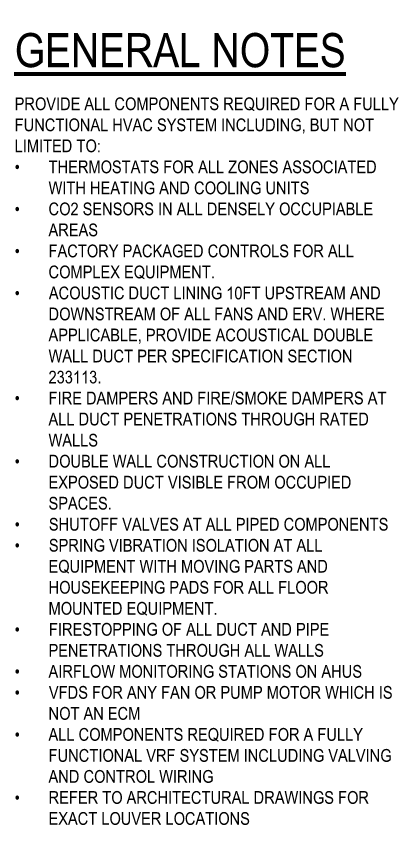 GENERAL NOTES
PROVIDE ALL COMPONENTS REQUIRED FOR A FULLY
FUNCTIONAL HVAC SYSTEM INCLUDING, BUT NOT
LIMITED TO:
• THERMOSTATS FOR ALL ZONES ASSOCIATED
WITH HEATING AND COOLING UNITS
• CO2 SENSORS IN ALL DENSELY OCCUPIABLE
AREAS
• FACTORY PACKAGED CONTROLS FOR ALL
COMPLEX EQUIPMENT.
• ACOUSTIC DUCT LINING 10FT UPSTREAM AND
DOWNSTREAM OF ALL FANS AND ERV. WHERE
APPLICABLE, PROVIDE ACOUSTICAL DOUBLE
WALL DUCT PER SPECIFICATION SECTION
233113.
• FIRE DAMPERS AND FIRE/SMOKE DAMPERS AT
ALL DUCT PENETRATIONS THROUGH RATED
WALLS
• DOUBLE WALL CONSTRUCTION ON ALL
EXPOSED DUCT VISIBLE FROM OCCUPIED
SPACES.
• SHUTOFF VALVES AT ALL PIPED COMPONENTS
• SPRING VIBRATION ISOLATION AT ALL
EQUIPMENT WITH MOVING PARTS AND
HOUSEKEEPING PADS FOR ALL FLOOR
MOUNTED EQUIPMENT.
• FIRESTOPPING OF ALL DUCT AND PIPE
PENETRATIONS THROUGH ALL WALLS
• AIRFLOW MONITORING STATIONS ON AHUS
• VFDS FOR ANY FAN OR PUMP MOTOR WHICH IS
NOT AN ECM
• ALL COMPONENTS REQUIRED FOR A FULLY
FUNCTIONAL VRF SYSTEM INCLUDING VALVING
AND CONTROL WIRING
• REFER TO ARCHITECTURAL DRAWINGS FOR
EXACT LOUVER LOCATIONS